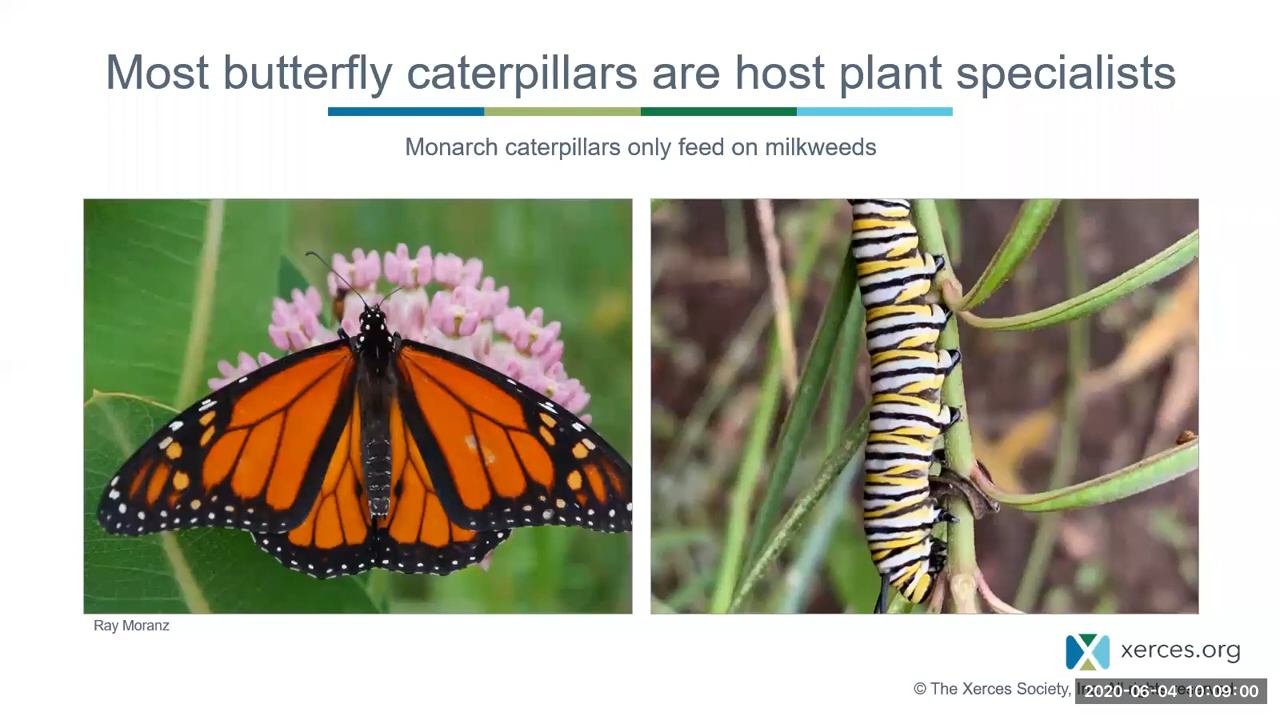 Most butterfly caterpillars are host plant specialists
Monarch caterpillars only feed on milkweeds
Ray Moranz
xerces.org
© The Xerces Society,
2020-06-04 10:09:00